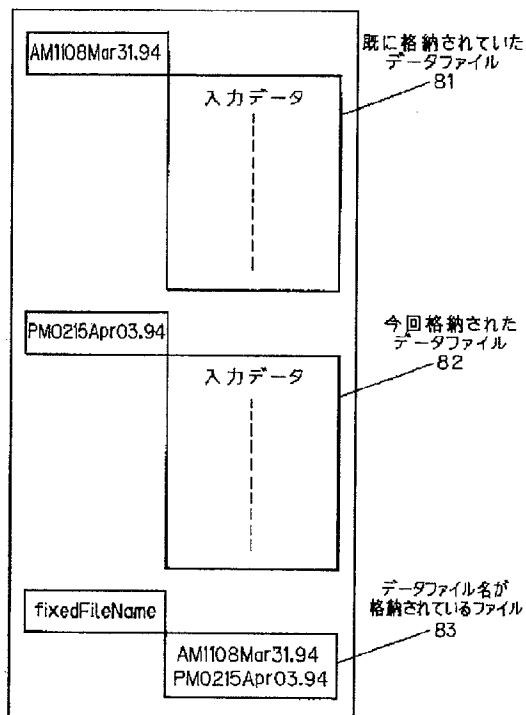 AM1108Mar31.94
既に格納されていた
データファイル
81
入力データ
PM0215Apr03.94
今回格納された
データファイル
82
入力データ
fixedFileName
データファイル名が
格納されているファイル
83
AM1108Mar31.94
PM0215Apr03.94